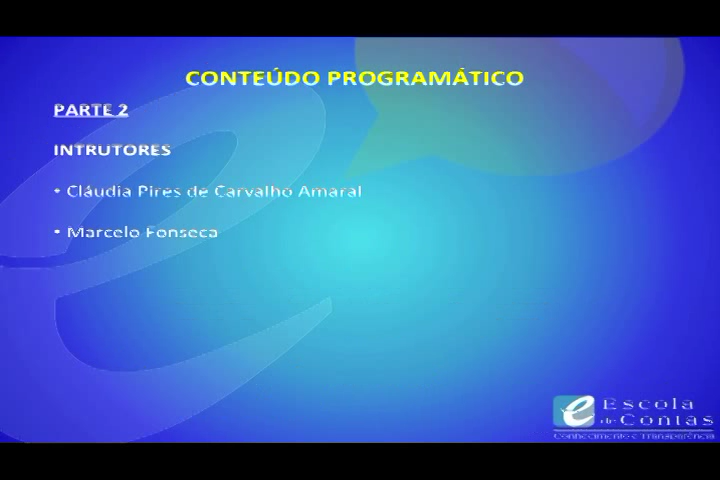 CONTEÚDO PROGRAMÁTICO
PARTE 2
INTRUTORES
• Cláudia Pires de Carvalho Amaral
• Marcelo Fonseca
e Escola
de Contas
Conhecimento e Transparência